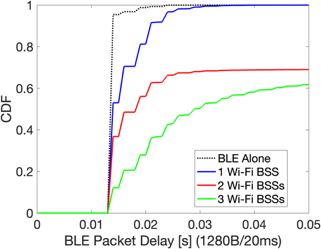 1
0.8
0.6
0.4
0.2
0
CDF
0
0.01
0.02
0.03
0.04
0.05
BLE Packet Delay [s] (1280B/20ms)
BLE Alone
1 Wi-Fi BSS
2 Wi-Fi BSSs
3 Wi-Fi BSSs